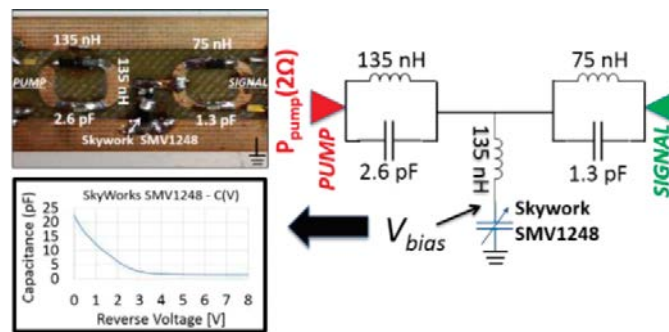 135 nH
75 nH
PUMP
135 nH
SIGNAL
2.6 pF
1.3 pF
Skywork SMV1248
SkyWorks SMV1248 - C(V)
Capacitance (pF)
25
20
15
10
5
0
0 1 2 3 4 5 6 7 8
Reverse Voltage [V]
P_pump(2Ω)
PUMP
135 nH
2.6 pF
75 nH
1.3 pF
SIGNAL
135 nH
V_bias
Skywork
SMV1248